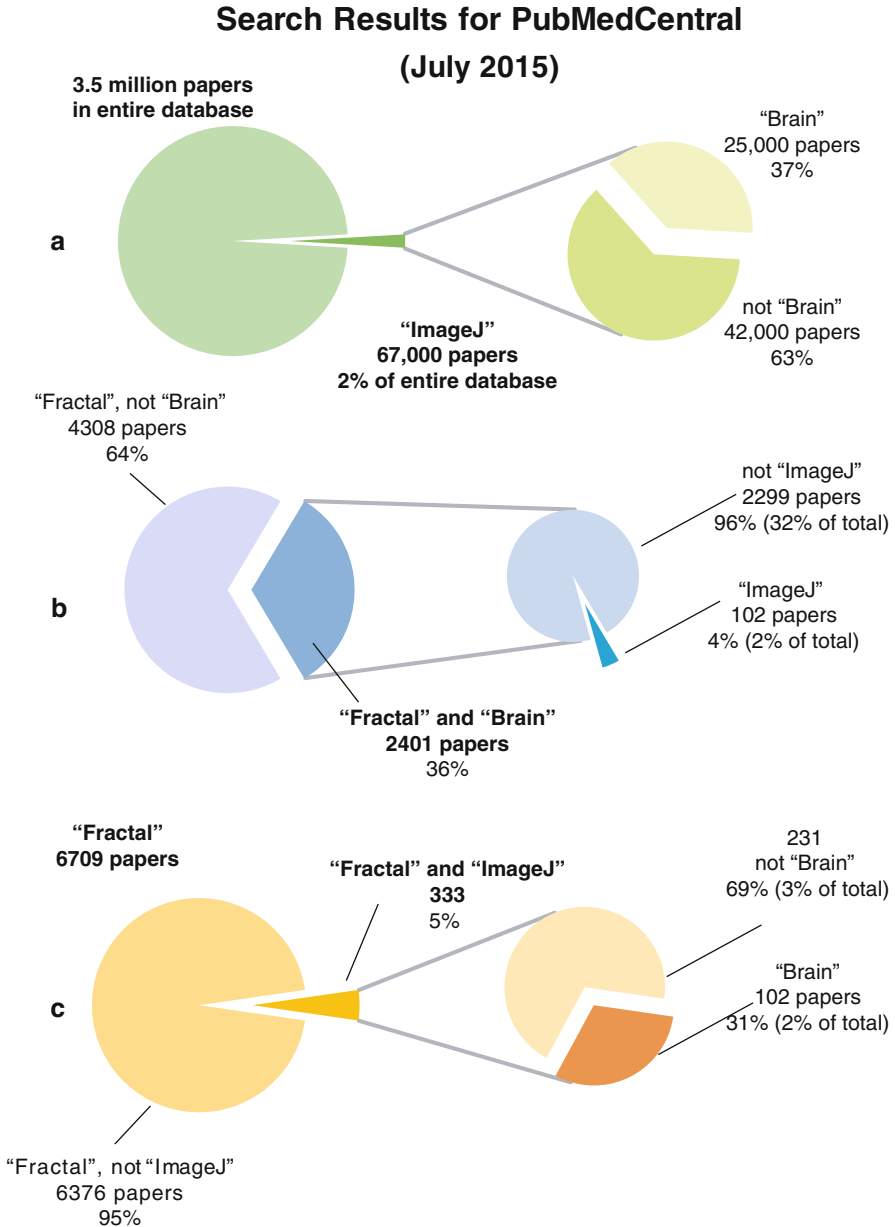 Search Results for PubMedCentral
(July 2015)
3.5 million papers
in entire database
“Brain”
25,000 papers
37%
a
“ImageJ”
67,000 papers
2% of entire database
not “Brain”
42,000 papers
63%
“Fractal”, not “Brain”
4308 papers
64%
not “ImageJ”
2299 papers
96% (32% of total)
b
“ImageJ”
102 papers
4% (2% of total)
“Fractal” and “Brain”
2401 papers
36%
“Fractal”
6709 papers
“Fractal” and “ImageJ”
333
5%
231
not “Brain”
69% (3% of total)
c
“Brain”
102 papers
31% (2% of total)
“Fractal”, not “ImageJ”
6376 papers
95%